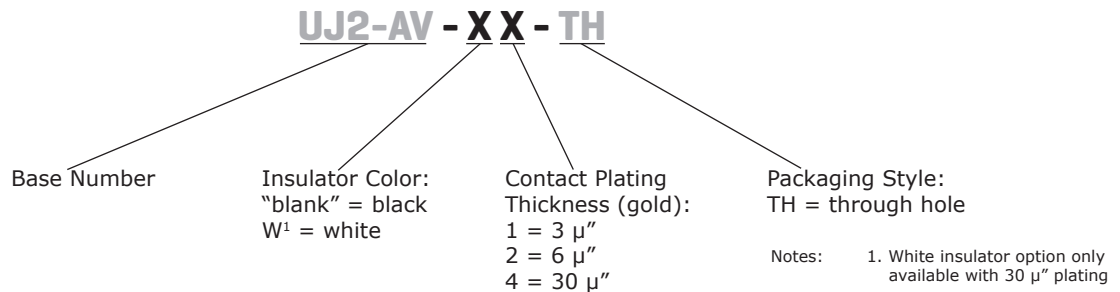 UJ2-AV - X X - TH
Base Number
Insulator Color:
"blank" = black
W¹ = white
Contact Plating
Thickness (gold):
1 = 3 µ"
2 = 6 µ"
4 = 30 µ"
Packaging Style:
TH = through hole
Notes: 1. White insulator option only
available with 30 µ" plating